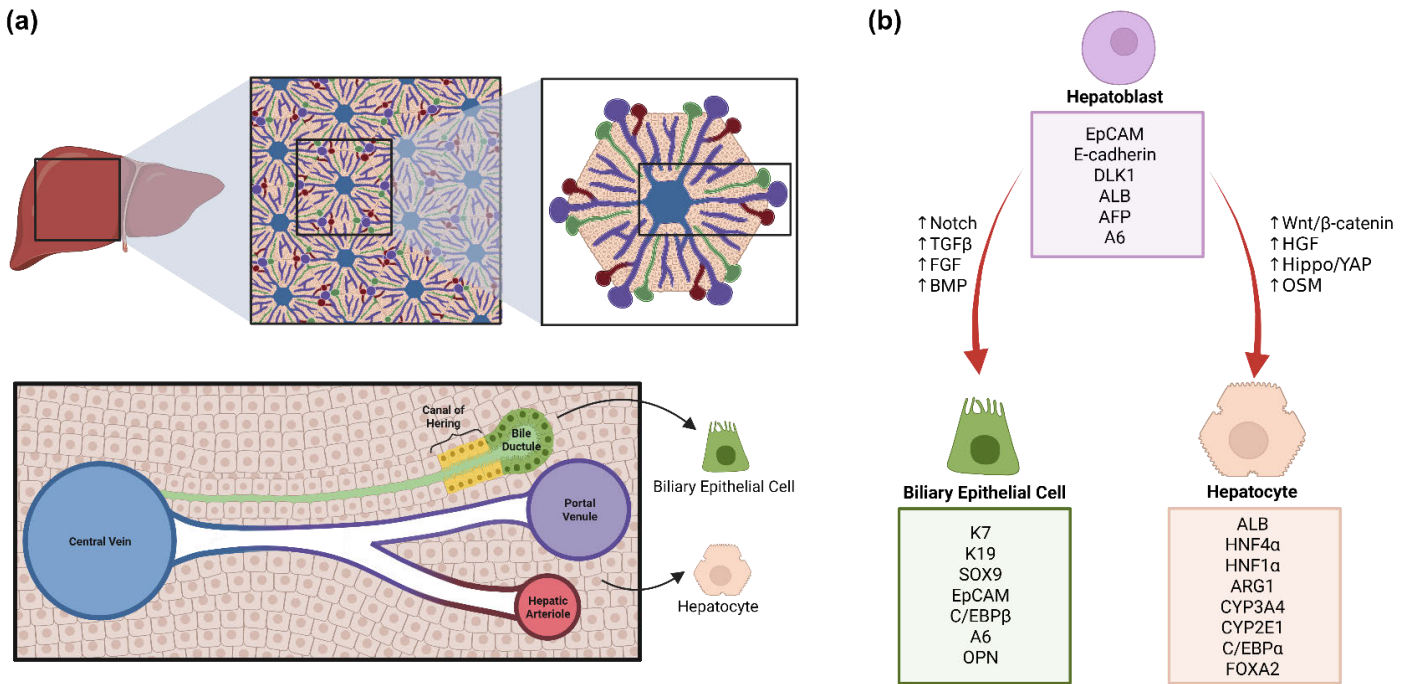 (a)
Canal of
Hering
Bile
Ductule
Central Vein
Portal
Venule
Hepatic
Arteriole
Biliary Epithelial Cell
Hepatocyte
(b)
Hepatoblast
EpCAM
E-cadherin
DLK1
ALB
AFP
A6
↑Notch
↑TGFβ
↑FGF
↑BMP
↑Wnt/β-catenin
↑HGF
↑Hippo/YAP
↑OSM
Biliary Epithelial Cell
K7
K19
SOX9
EpCAM
C/EBPβ
A6
OPN
Hepatocyte
ALB
HNF4α
HNF1α
ARG1
CYP3A4
CYP2E1
C/EBPα
FOXA2